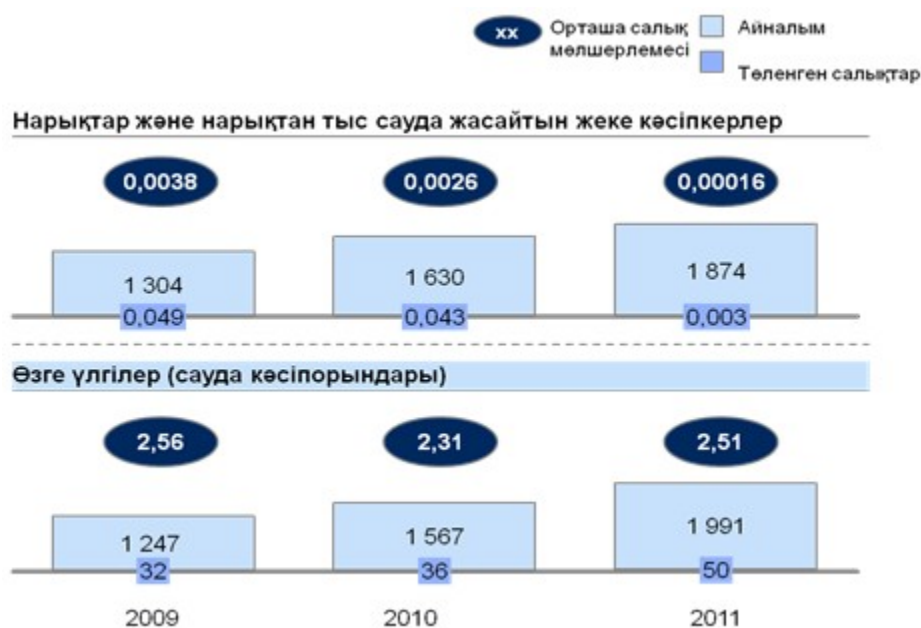 xx Орташа салық мөлшерлемесі
Айналым
Төленген салықтар
Нарықтар және нарықтан тыс сауда жасайтын жеке кәсіпкерлер
0,0038 0,0026 0,00016
1 304 1 630 1 874
0,049 0,043 0,003
Өзге үлгілер (сауда кәсіпорындары)
2,56 2,31 2,51
1 247 1 567 1 991
32 36 50
2009 2010 2011